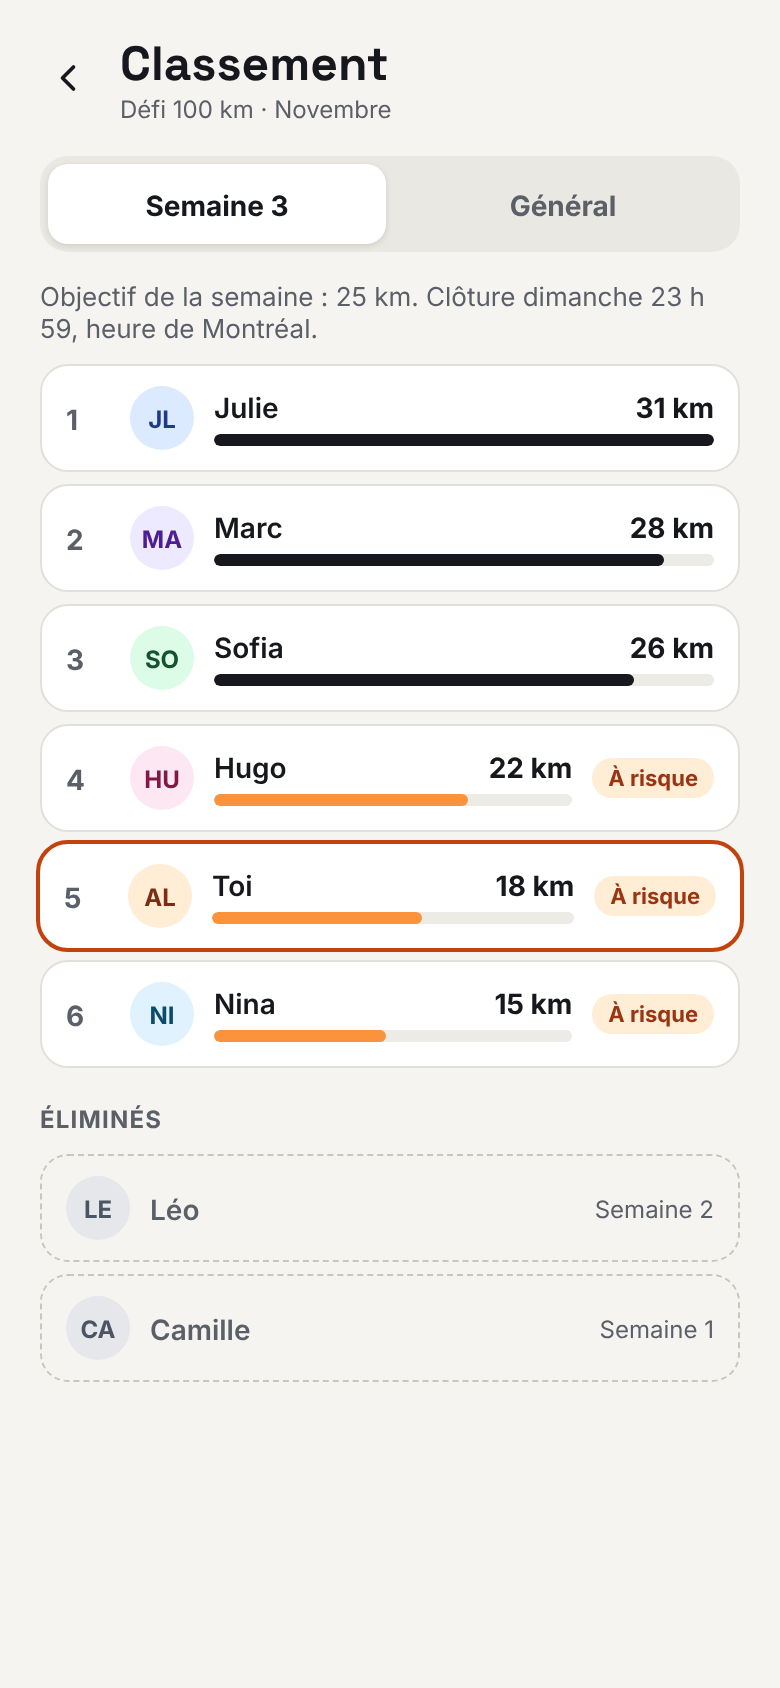 Classement
Défi 100 km · Novembre
Semaine 3
Général
Objectif de la semaine : 25 km. Clôture dimanche 23 h
59, heure de Montréal.
1 JL Julie 31 km
2 MA Marc 28 km
3 SO Sofia 26 km
4 HU Hugo 22 km À risque
5 AL Toi 18 km À risque
6 NI Nina 15 km À risque
ÉLIMINÉS
LE Léo Semaine 2
CA Camille Semaine 1